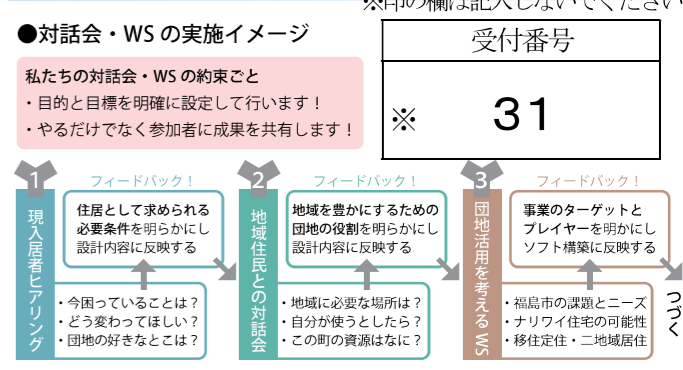 ※印の欄は記入しないでください
●対話会・WSの実施イメージ
受付番号
※ 31
私たちの対話会・WSの約束ごと
・目的と目標を明確に設定して行います！
・やるだけでなく参加者に成果を共有します！
1
現入居者ヒアリング
フィードバック！
住居として求められる
必要条件を明らかにし
設計内容に反映する
・今困っていることは？
・どう変わってほしい？
・団地の好きなとこは？
2
地域住民との対話会
フィードバック！
地域を豊かにするための
団地の役割を明らかにし
設計内容に反映する
・地域に必要な場所は？
・自分が使うとしたら？
・この町の資源はなに？
3
団地活用を考えるWS
フィードバック！
事業のターゲットと
プレイヤーを明かにし
ソフト構築に反映する
・福島市の課題とニーズ
・ナリワイ住宅の可能性
・移住定住・二地域居住
つづく